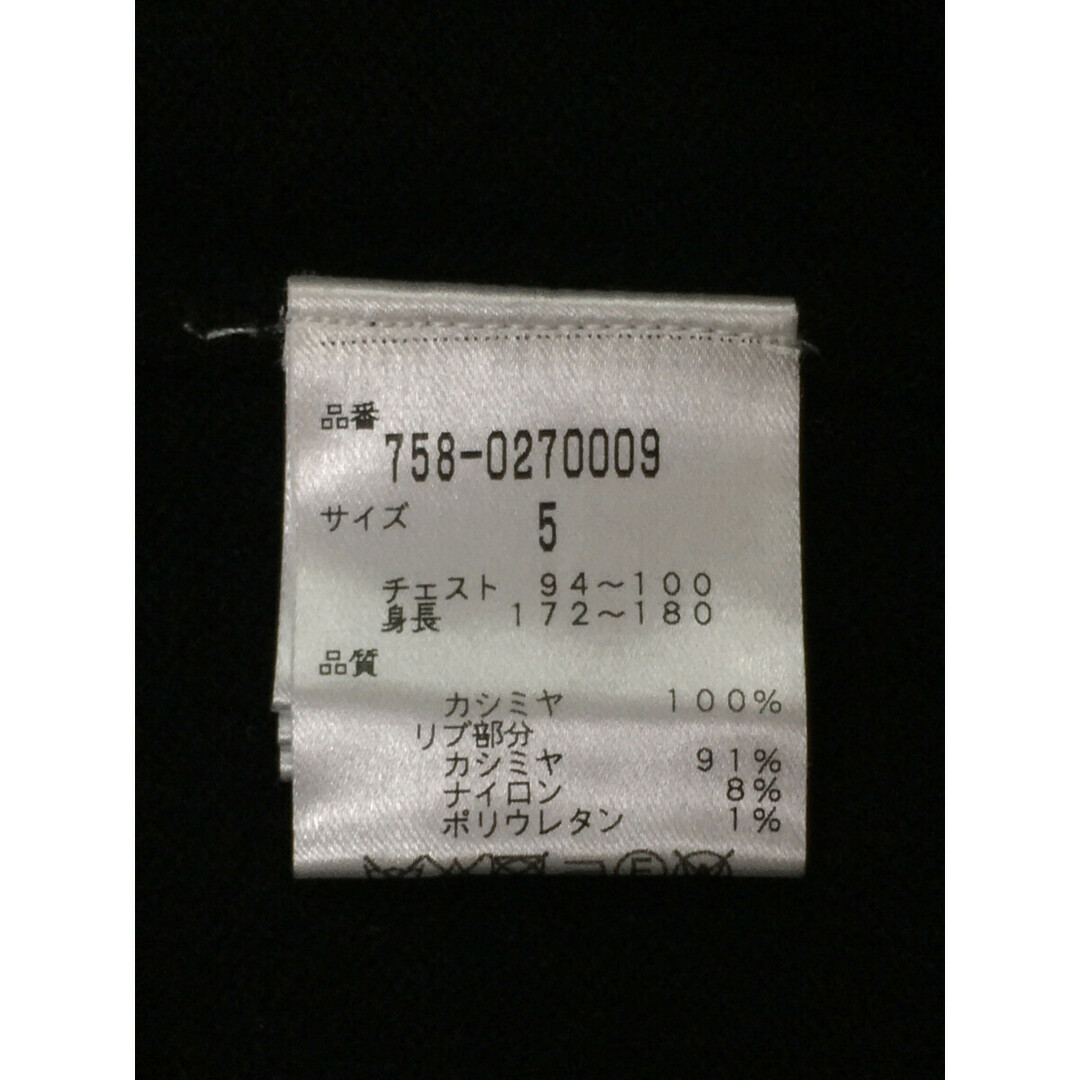 品番
758-0270009
サイズ 5
チェスト 94〜100
身長 172〜180
品質
カシミヤ 100%
リブ部分
カシミヤ 91%
ナイロン 8%
ポリウレタン 1%